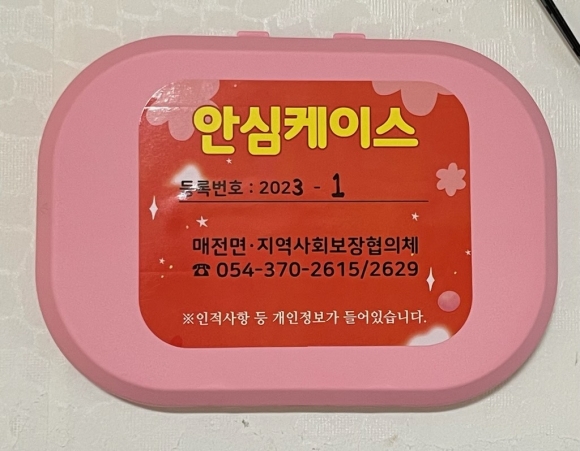 안심케이스
등록번호 : 2023 - 1
매전면·지역사회보장협의체
☎ 054-370-2615/2629
※인적사항 등 개인정보가 들어있습니다.